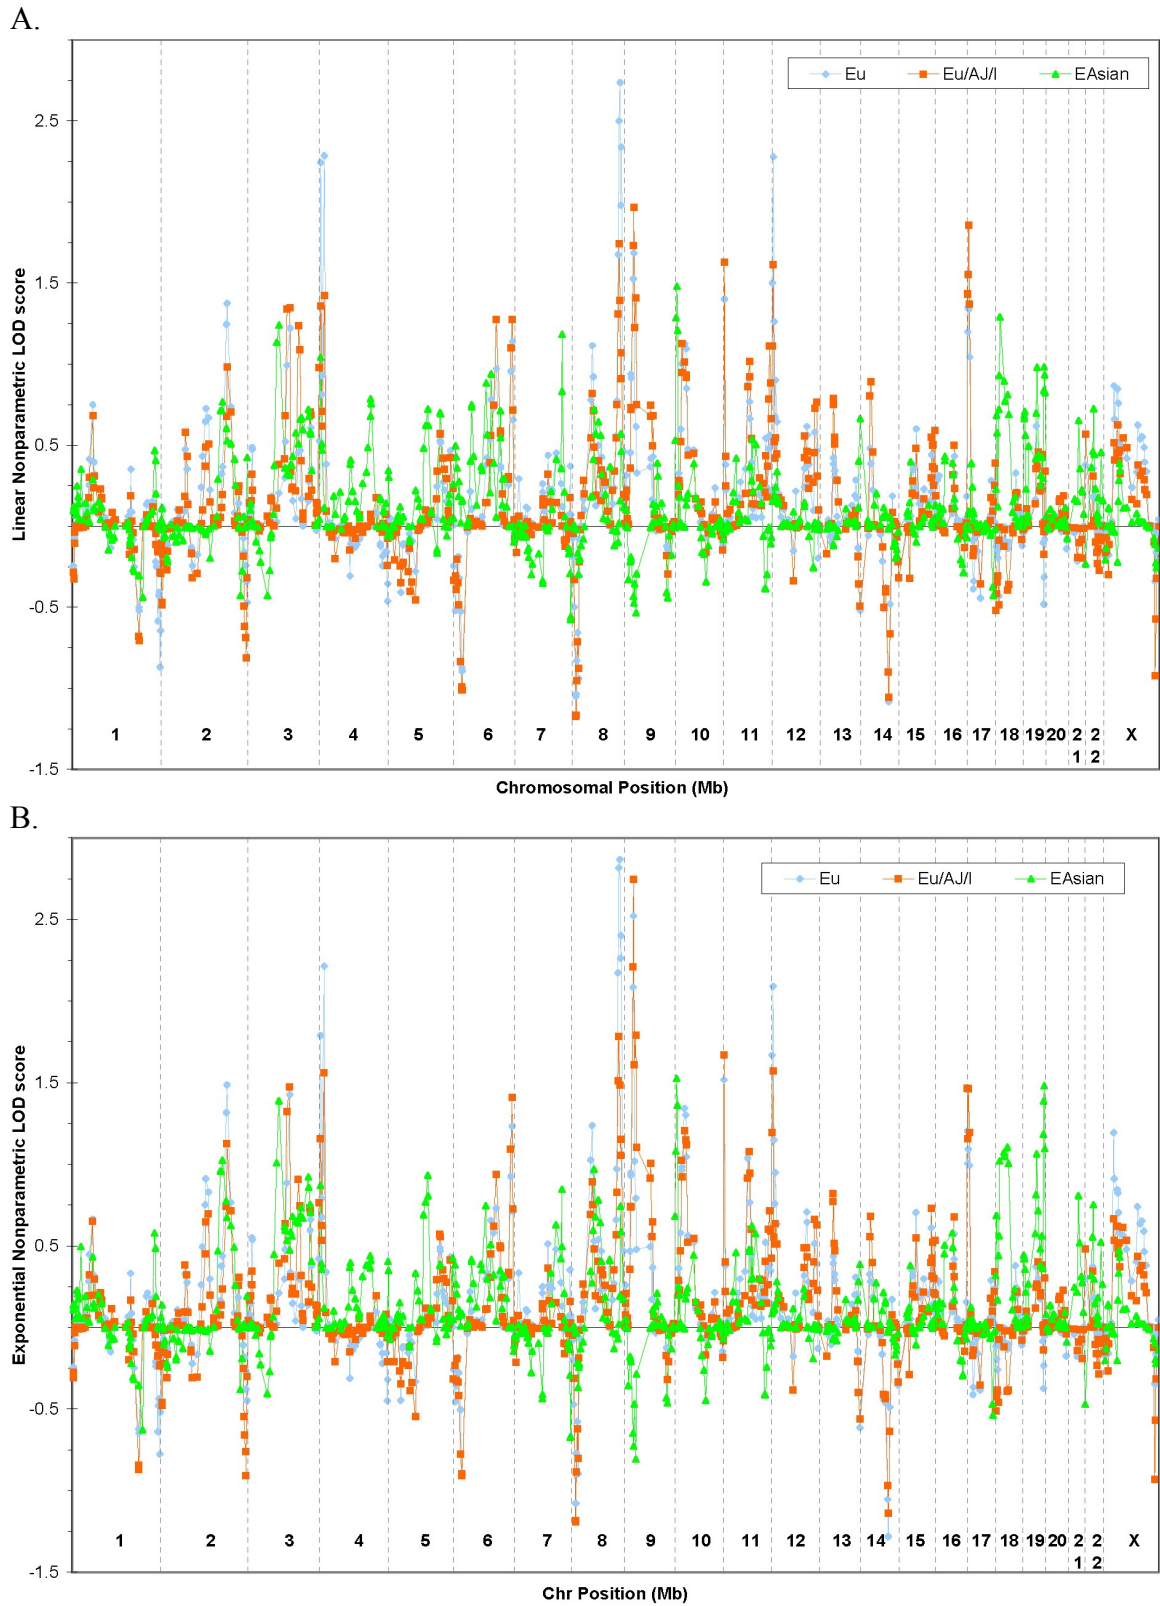 A.
Eu Eu/AJ/I EAsian
2.5
1.5
0.5
-0.5
-1.5
Linear Nonparametric LOD score
1 2 3 4 5 6 7 8 9 10 11 12 13 14 15 16 17 18 19 20 2 2 X
1 2
Chromosomal Position (Mb)
B.
Eu Eu/AJ/I EAsian
2.5
1.5
0.5
-0.5
-1.5
Exponential Nonparametric LOD score
1 2 3 4 5 6 7 8 9 10 11 12 13 14 15 16 17 18 19 20 2 2 X
1 2
Chr Position (Mb)